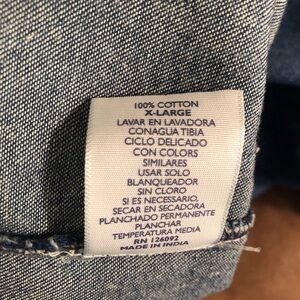 100% COTTON
X-LARGE
LAVAR EN LAVADORA
CONAGUA TIBIA
CICLO DELICADO
CON COLORS
SIMILARES
USAR SOLO
BLANQUEADOR
SIN CLORO
SI ES NECESARIO,
SECAR EN SECADORA
PLANCHADO PERMANENTE
PLANCHAR
TEMPERATURA MEDIA
RN 126092
MADE IN INDIA